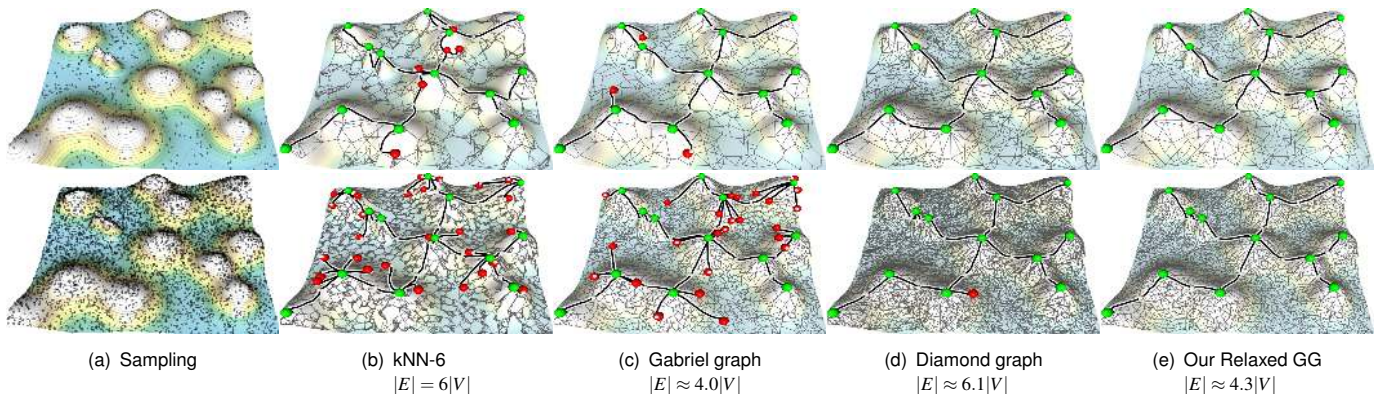 (a) Sampling
(b) kNN-6
|E| = 6|V|
(c) Gabriel graph
|E| ≈ 4.0|V|
(d) Diamond graph
|E| ≈ 6.1|V|
(e) Our Relaxed GG
|E| ≈ 4.3|V|